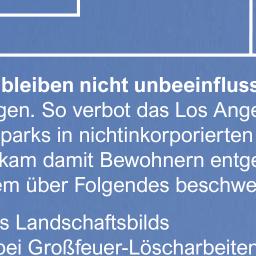 bleiben nicht unbeeinfluss
gen. So verbot das Los Ange
parks in nichtinkorporierten
kam damit Bewohnern entge
em über Folgendes beschwe
s Landschaftsbilds
bei Großfeuer-Löscharbeiten